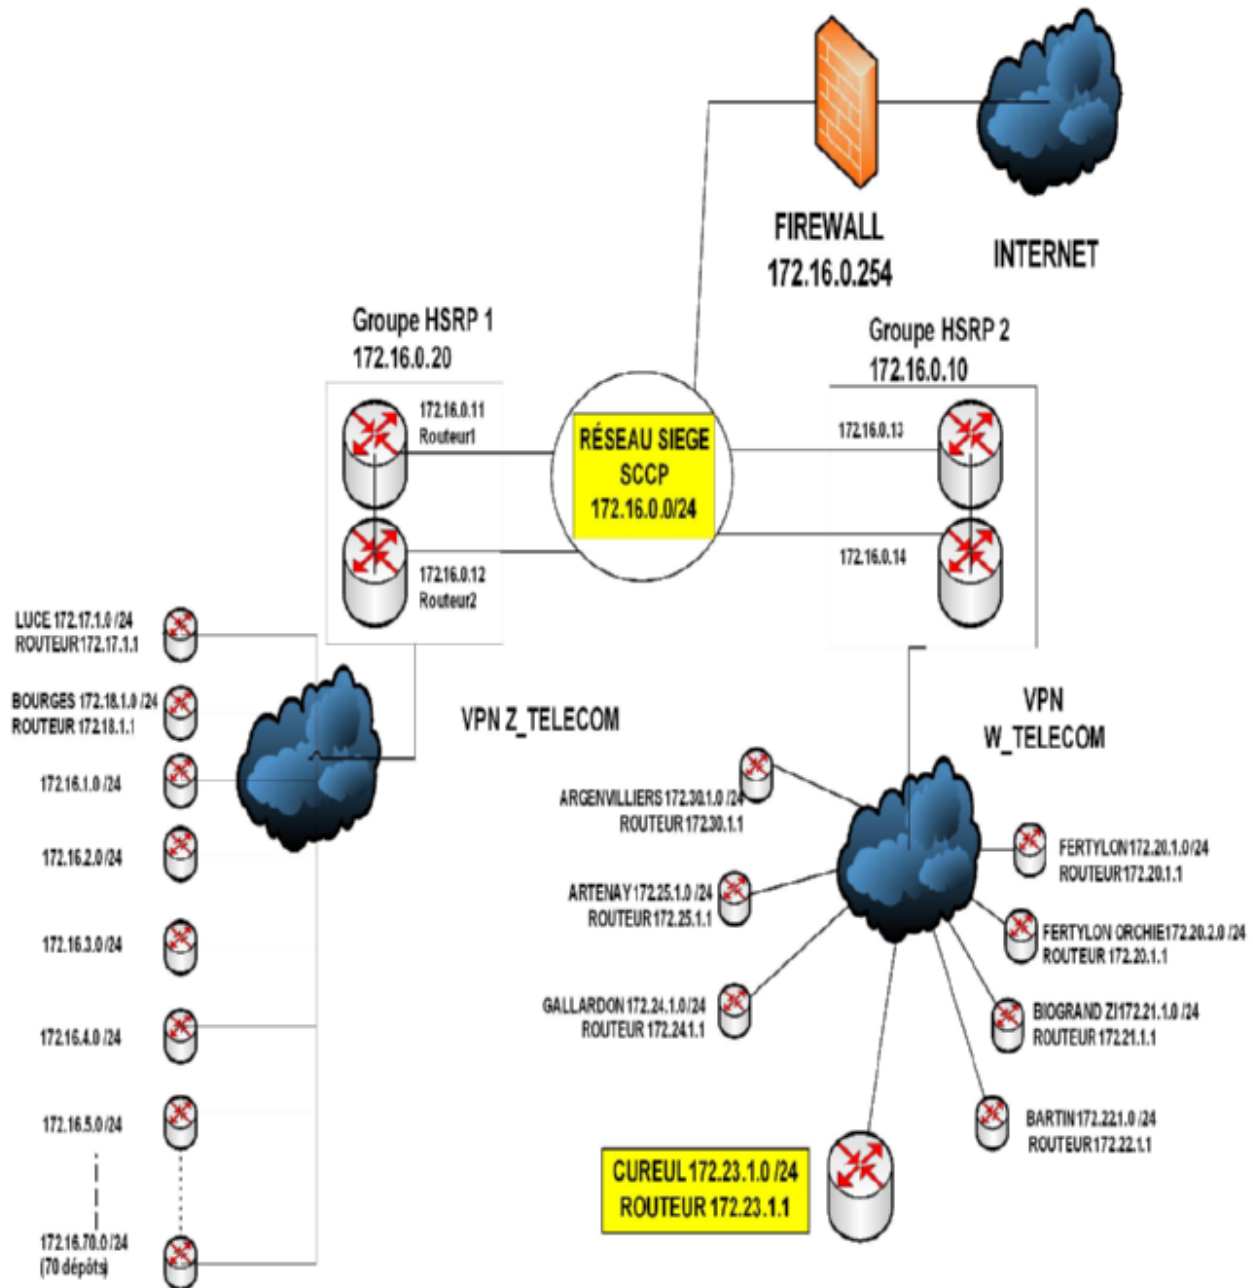 FIREWALL
172.16.0.254
INTERNET
Groupe HSRP 1
172.16.0.20
Groupe HSRP 2
172.16.0.10
172.16.0.11
Routeur1
172.16.0.12
Routeur2
RÉSEAU SIEGE
SCCP
172.16.0.0/24
172.16.0.13
172.16.0.14
LUCE 172.17.1.0 /24
ROUTEUR 172.17.1.1
BOURGES 172.18.1.0 /24
ROUTEUR 172.18.1.1
172.16.1.0 /24
172.16.2.0 /24
172.16.3.0 /24
172.16.4.0 /24
172.16.5.0 /24
172.16.70.0 /24
(70 dépôts)
VPN Z_TELECOM
VPN
W_TELECOM
ARGENVILLIERS 172.30.1.0 /24
ROUTEUR 172.30.1.1
ARTENAY 172.25.1.0 /24
ROUTEUR 172.25.1.1
GALLARDON 172.24.1.0 /24
ROUTEUR 172.24.1.1
FERTYLON 172.20.1.0 /24
ROUTEUR 172.20.1.1
FERTYLON ORCHIE 172.20.2.0 /24
ROUTEUR 172.20.1.1
BIOGRAND ZI 172.21.1.0 /24
ROUTEUR 172.21.1.1
BARTIN 172.22.1.0 /24
ROUTEUR 172.22.1.1
CUREUL 172.23.1.0 /24
ROUTEUR 172.23.1.1